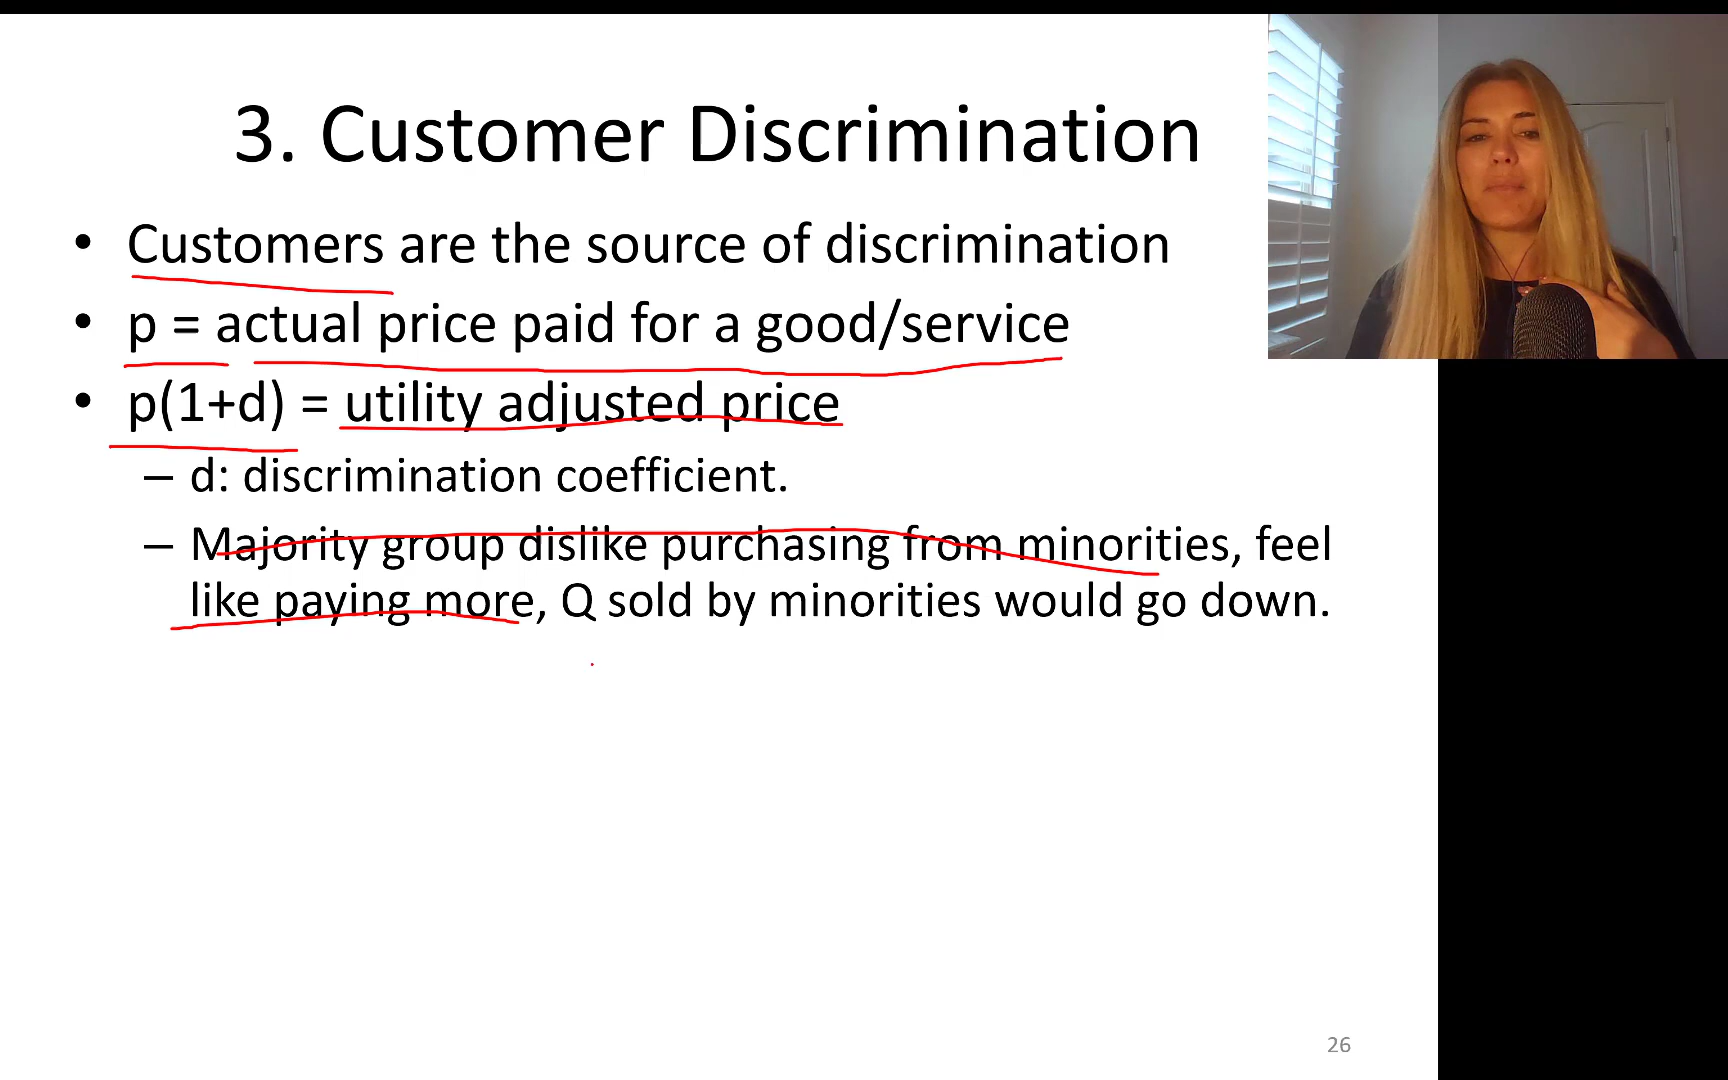 3. Customer Discrimination
• Customers are the source of discrimination
• p = actual price paid for a good/service
• p(1+d) = utility adjusted price
– d: discrimination coefficient.
– Majority group dislike purchasing from minorities, feel
like paying more, Q sold by minorities would go down.
26